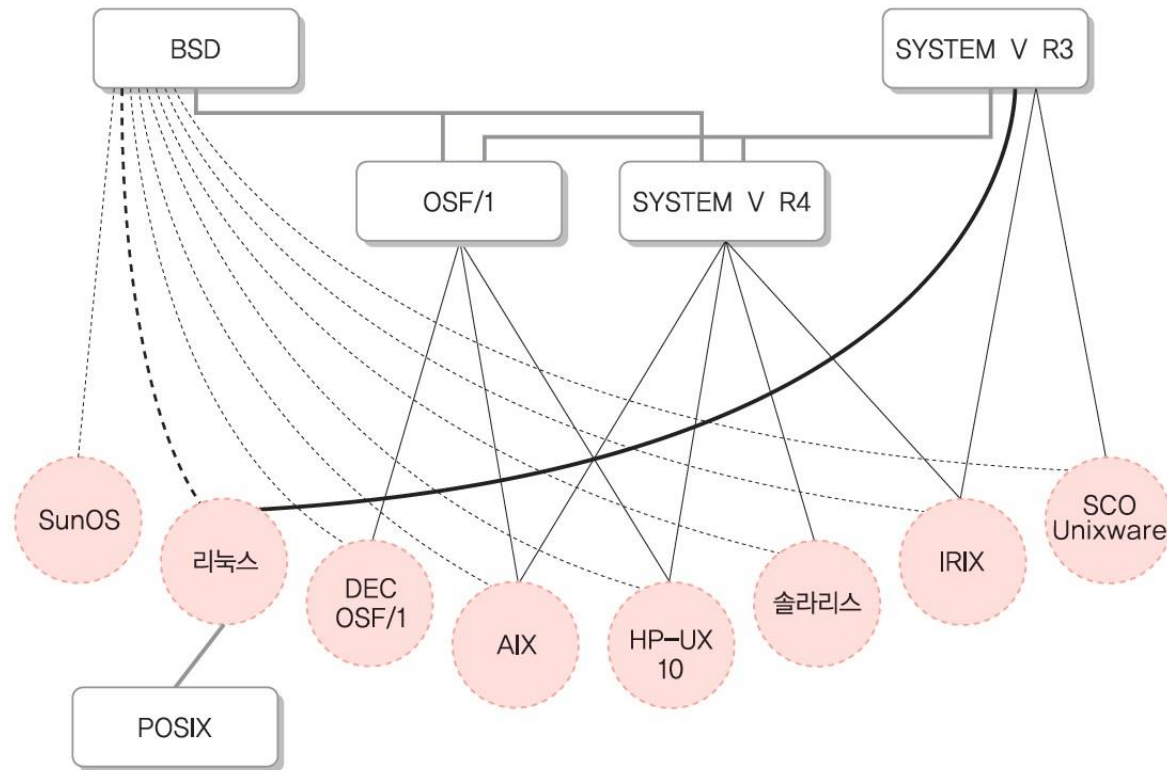 BSD
SYSTEM V R3
OSF/1
SYSTEM V R4
SunOS
리눅스
DEC
OSF/1
AIX
HP-UX
10
솔라리스
IRIX
SCO
Unixware
POSIX